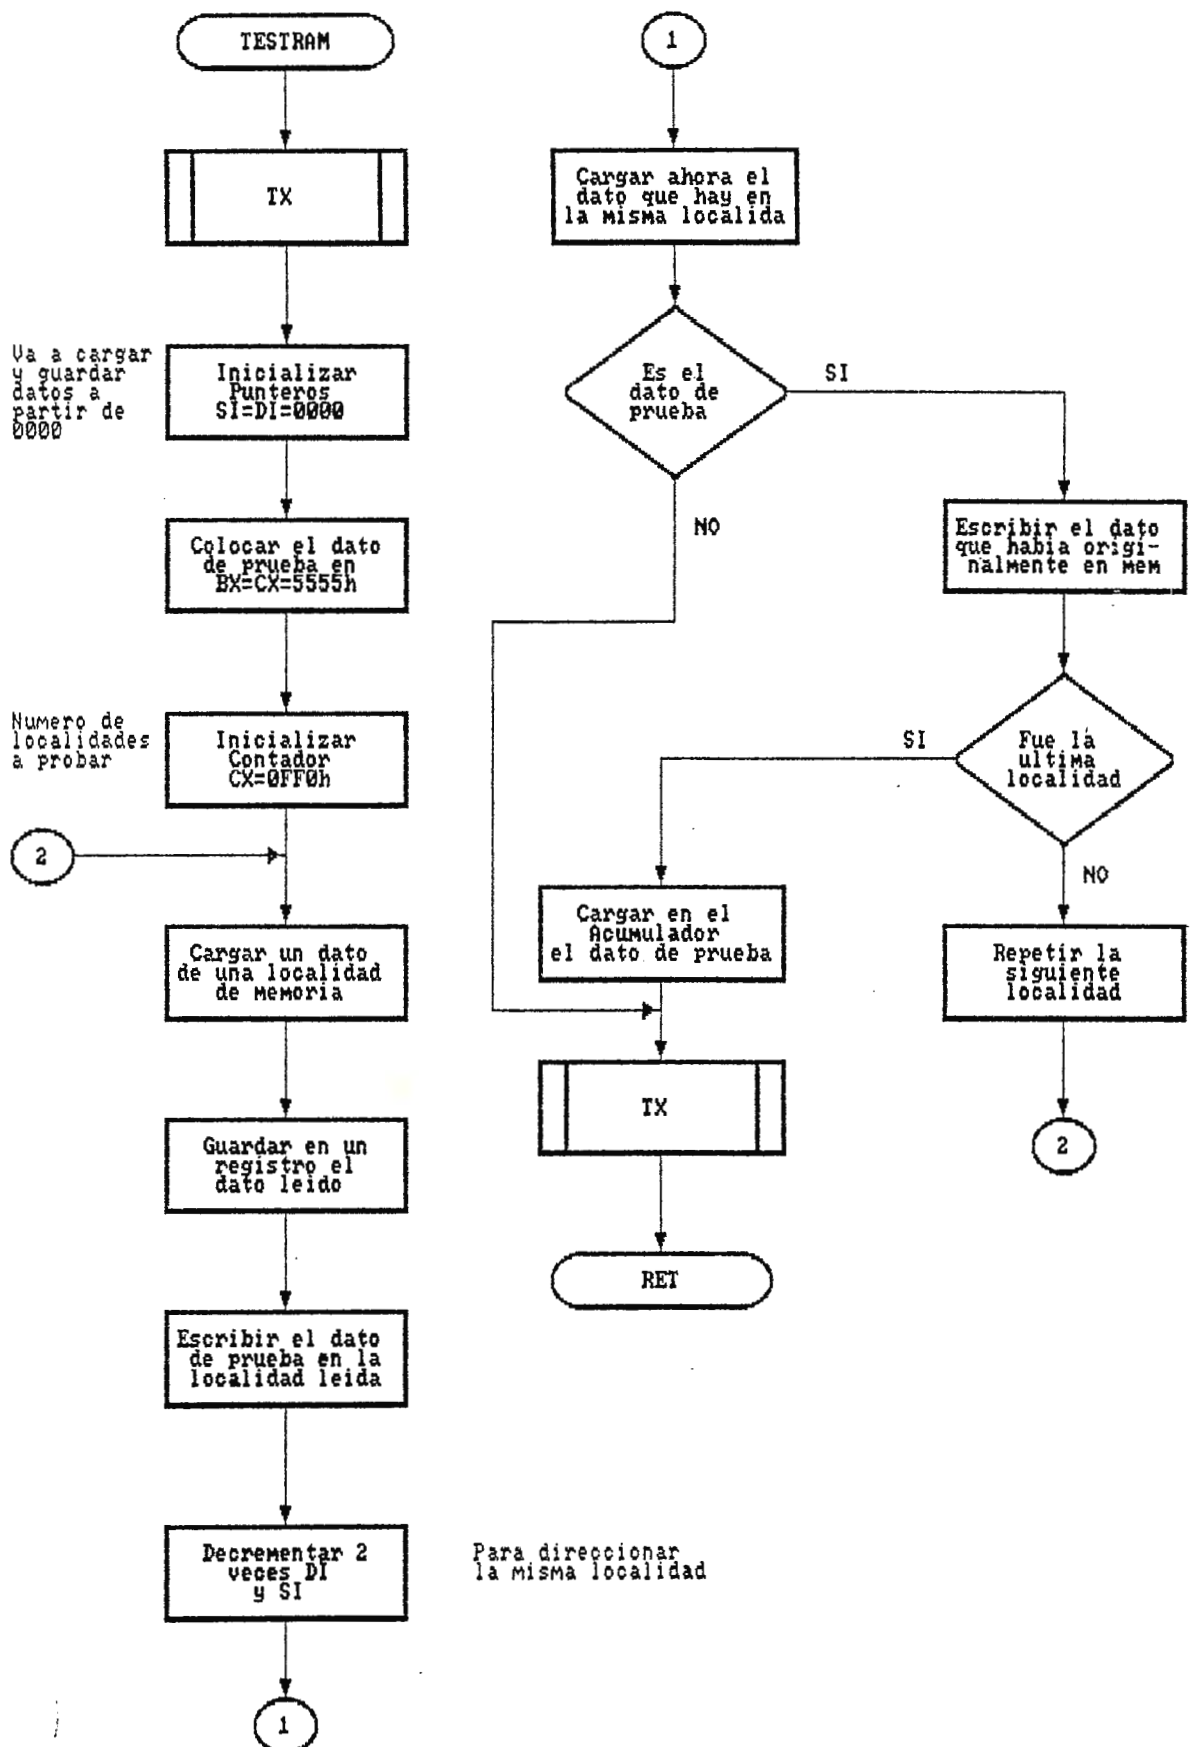 TESTRAM
TX
Va a cargar
y guardar
datos a
partir de
0000
Inicializar
Punteros
SI=DI=0000
Colocar el dato
de prueba en
BX=CX=5555h
Numero de
localidades
a probar
Inicializar
Contador
CX=0FF0h
2
Cargar un dato
de una localidad
de memoria
Guardar en un
registro el
dato leido
Escribir el dato
de prueba en la
localidad leida
Decrementar 2
veces DI
y SI
Para direccionar
la misma localidad
1
1
Cargar ahora el
dato que hay en
la misma localida
Es el
dato de
prueba
SI
NO
Escribir el dato
que habia origi-
nalmente en mem
Fue la
ultima
localidad
SI
NO
Cargar en el
Acumulador
el dato de prueba
Repetir la
siguiente
localidad
TX
2
RET